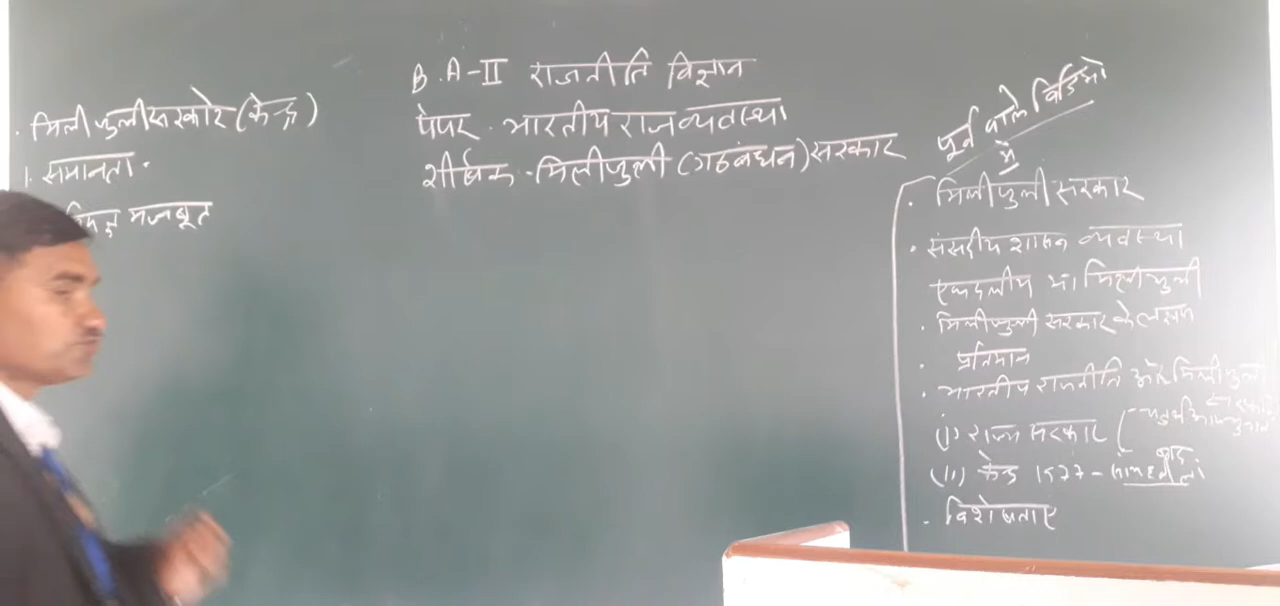 B.A-II राजनीति विज्ञान
पेपर - भारतीय राजव्यवस्था
शीर्षक - मिलीजुली (गठबंधन) सरकार
. मिलीजुली सरकार (केन्द्र)
1. समानता.
मजबूत
पूर्व वाले विडियो
में
. मिलीजुली सरकार
. संसदीय शासन व्यवस्था
एकदलीय या मिलीजुली
. मिलीजुली सरकार के लक्षण
. प्रतिमान
. भारतीय राजनीति और मिलीजुली
(i) राज्य सरकार (
(ii) केन्द्र 1977 -
. विशेषताए